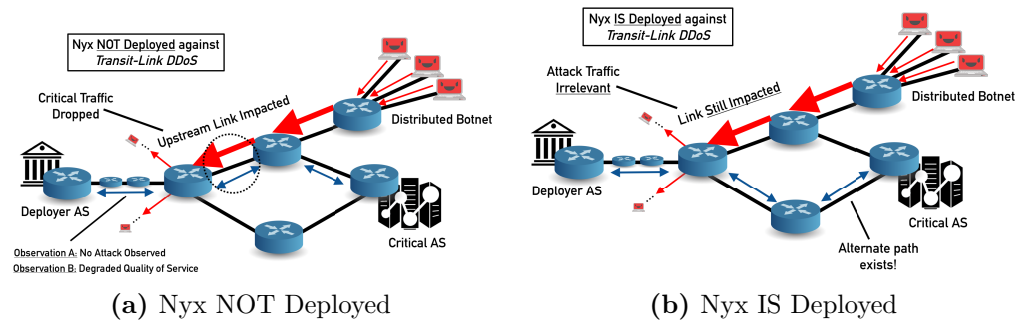 Nyx NOT Deployed against
Transit-Link DDoS
Critical Traffic
Dropped
Upstream Link Impacted
Distributed Botnet
Deployer AS
Critical AS
Observation A: No Attack Observed
Observation B: Degraded Quality of Service
(a) Nyx NOT Deployed
Nyx IS Deployed against
Transit-Link DDoS
Attack Traffic
Irrelevant
Link Still Impacted
Distributed Botnet
Deployer AS
Critical AS
Alternate path
exists!
(b) Nyx IS Deployed